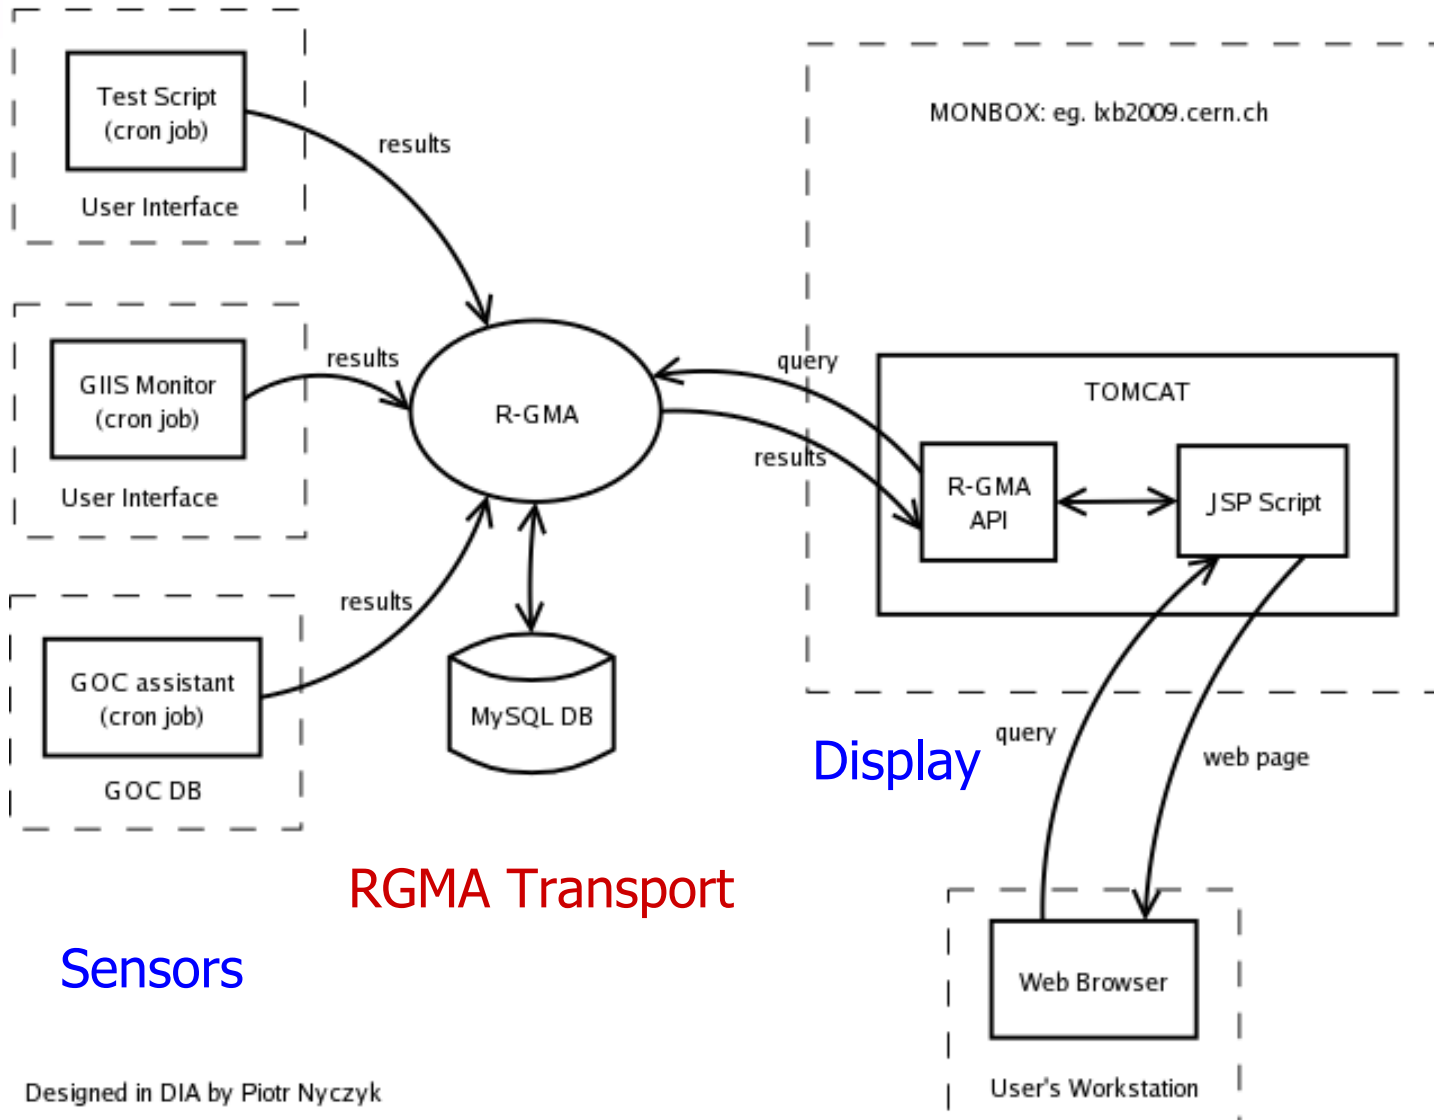 Test Script
(cron job)
User Interface
results
MONBOX: eg. lxb2009.cern.ch
GIIS Monitor
(cron job)
User Interface
results
R-GMA
query
results
TOMCAT
R-GMA
API
JSP Script
GOC assistant
(cron job)
GOC DB
results
MySQL DB
Display
query
web page
RGMA Transport
Sensors
Web Browser
User's Workstation
Designed in DIA by Piotr Nyczyk